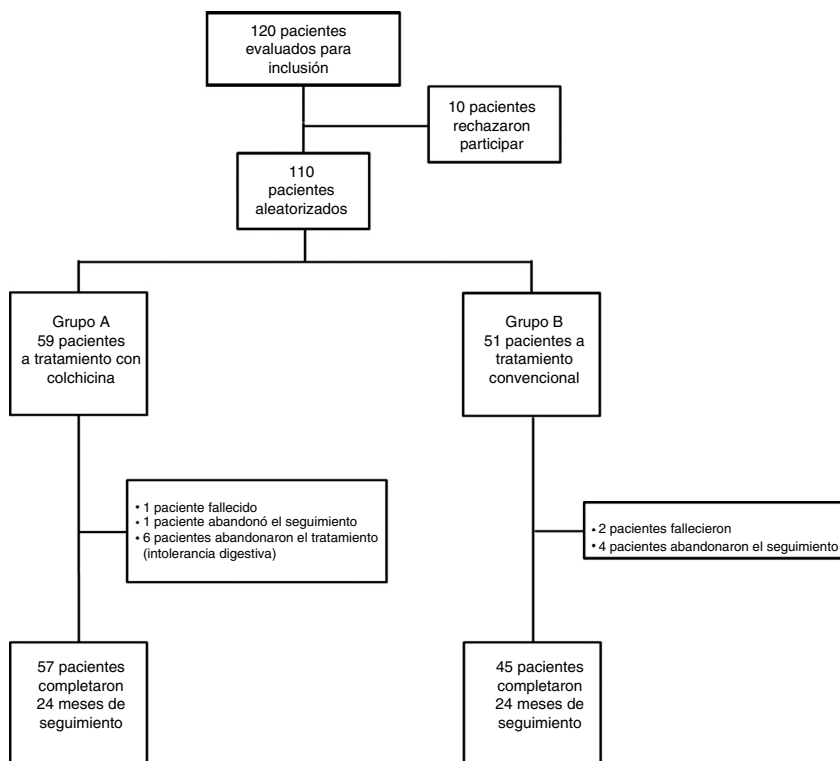 120 pacientes
evaluados para
inclusión
10 pacientes
rechazaron
participar
110
pacientes
aleatorizados
Grupo A
59 pacientes
a tratamiento con
colchicina
Grupo B
51 pacientes a
tratamiento
convencional
• 1 paciente fallecido
• 1 paciente abandonó el seguimiento
• 6 pacientes abandonaron el tratamiento
(intolerancia digestiva)
• 2 pacientes fallecieron
• 4 pacientes abandonaron el seguimiento
57 pacientes
completaron
24 meses de
seguimiento
45 pacientes
completaron
24 meses de
seguimiento